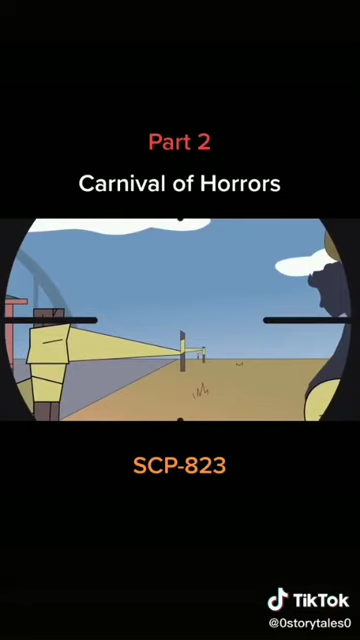 Part 2
Carnival of Horrors
SCP-823
TikTok
@0storytales0